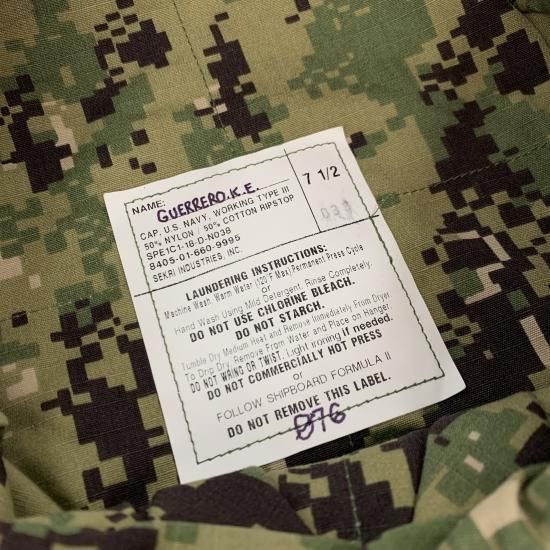 NAME: GUERRERO, K.E.
CAP, U.S. NAVY, WORKING TYPE III
50% NYLON / 50% COTTON RIPSTOP
SPE1C1-18-D-N038
8405-01-660-9995
SEKRI INDUSTRIES, INC.
7 1/2
LAUNDERING INSTRUCTIONS:
Machine Wash. Warm Water (120°F Max) Permanent Press Cycle
or
Hand Wash Using Mild Detergent, Rinse Completely.
DO NOT USE CHLORINE BLEACH.
DO NOT STARCH.
Tumble Dry Medium Heat and Remove Immediately From Dryer
To Drip Dry, Remove From Water and Place on Hanger
DO NOT WRING OR TWIST. Light ironing if needed.
DO NOT COMMERCIALLY HOT PRESS
or
FOLLOW SHIPBOARD FORMULA II
DO NOT REMOVE THIS LABEL.
076